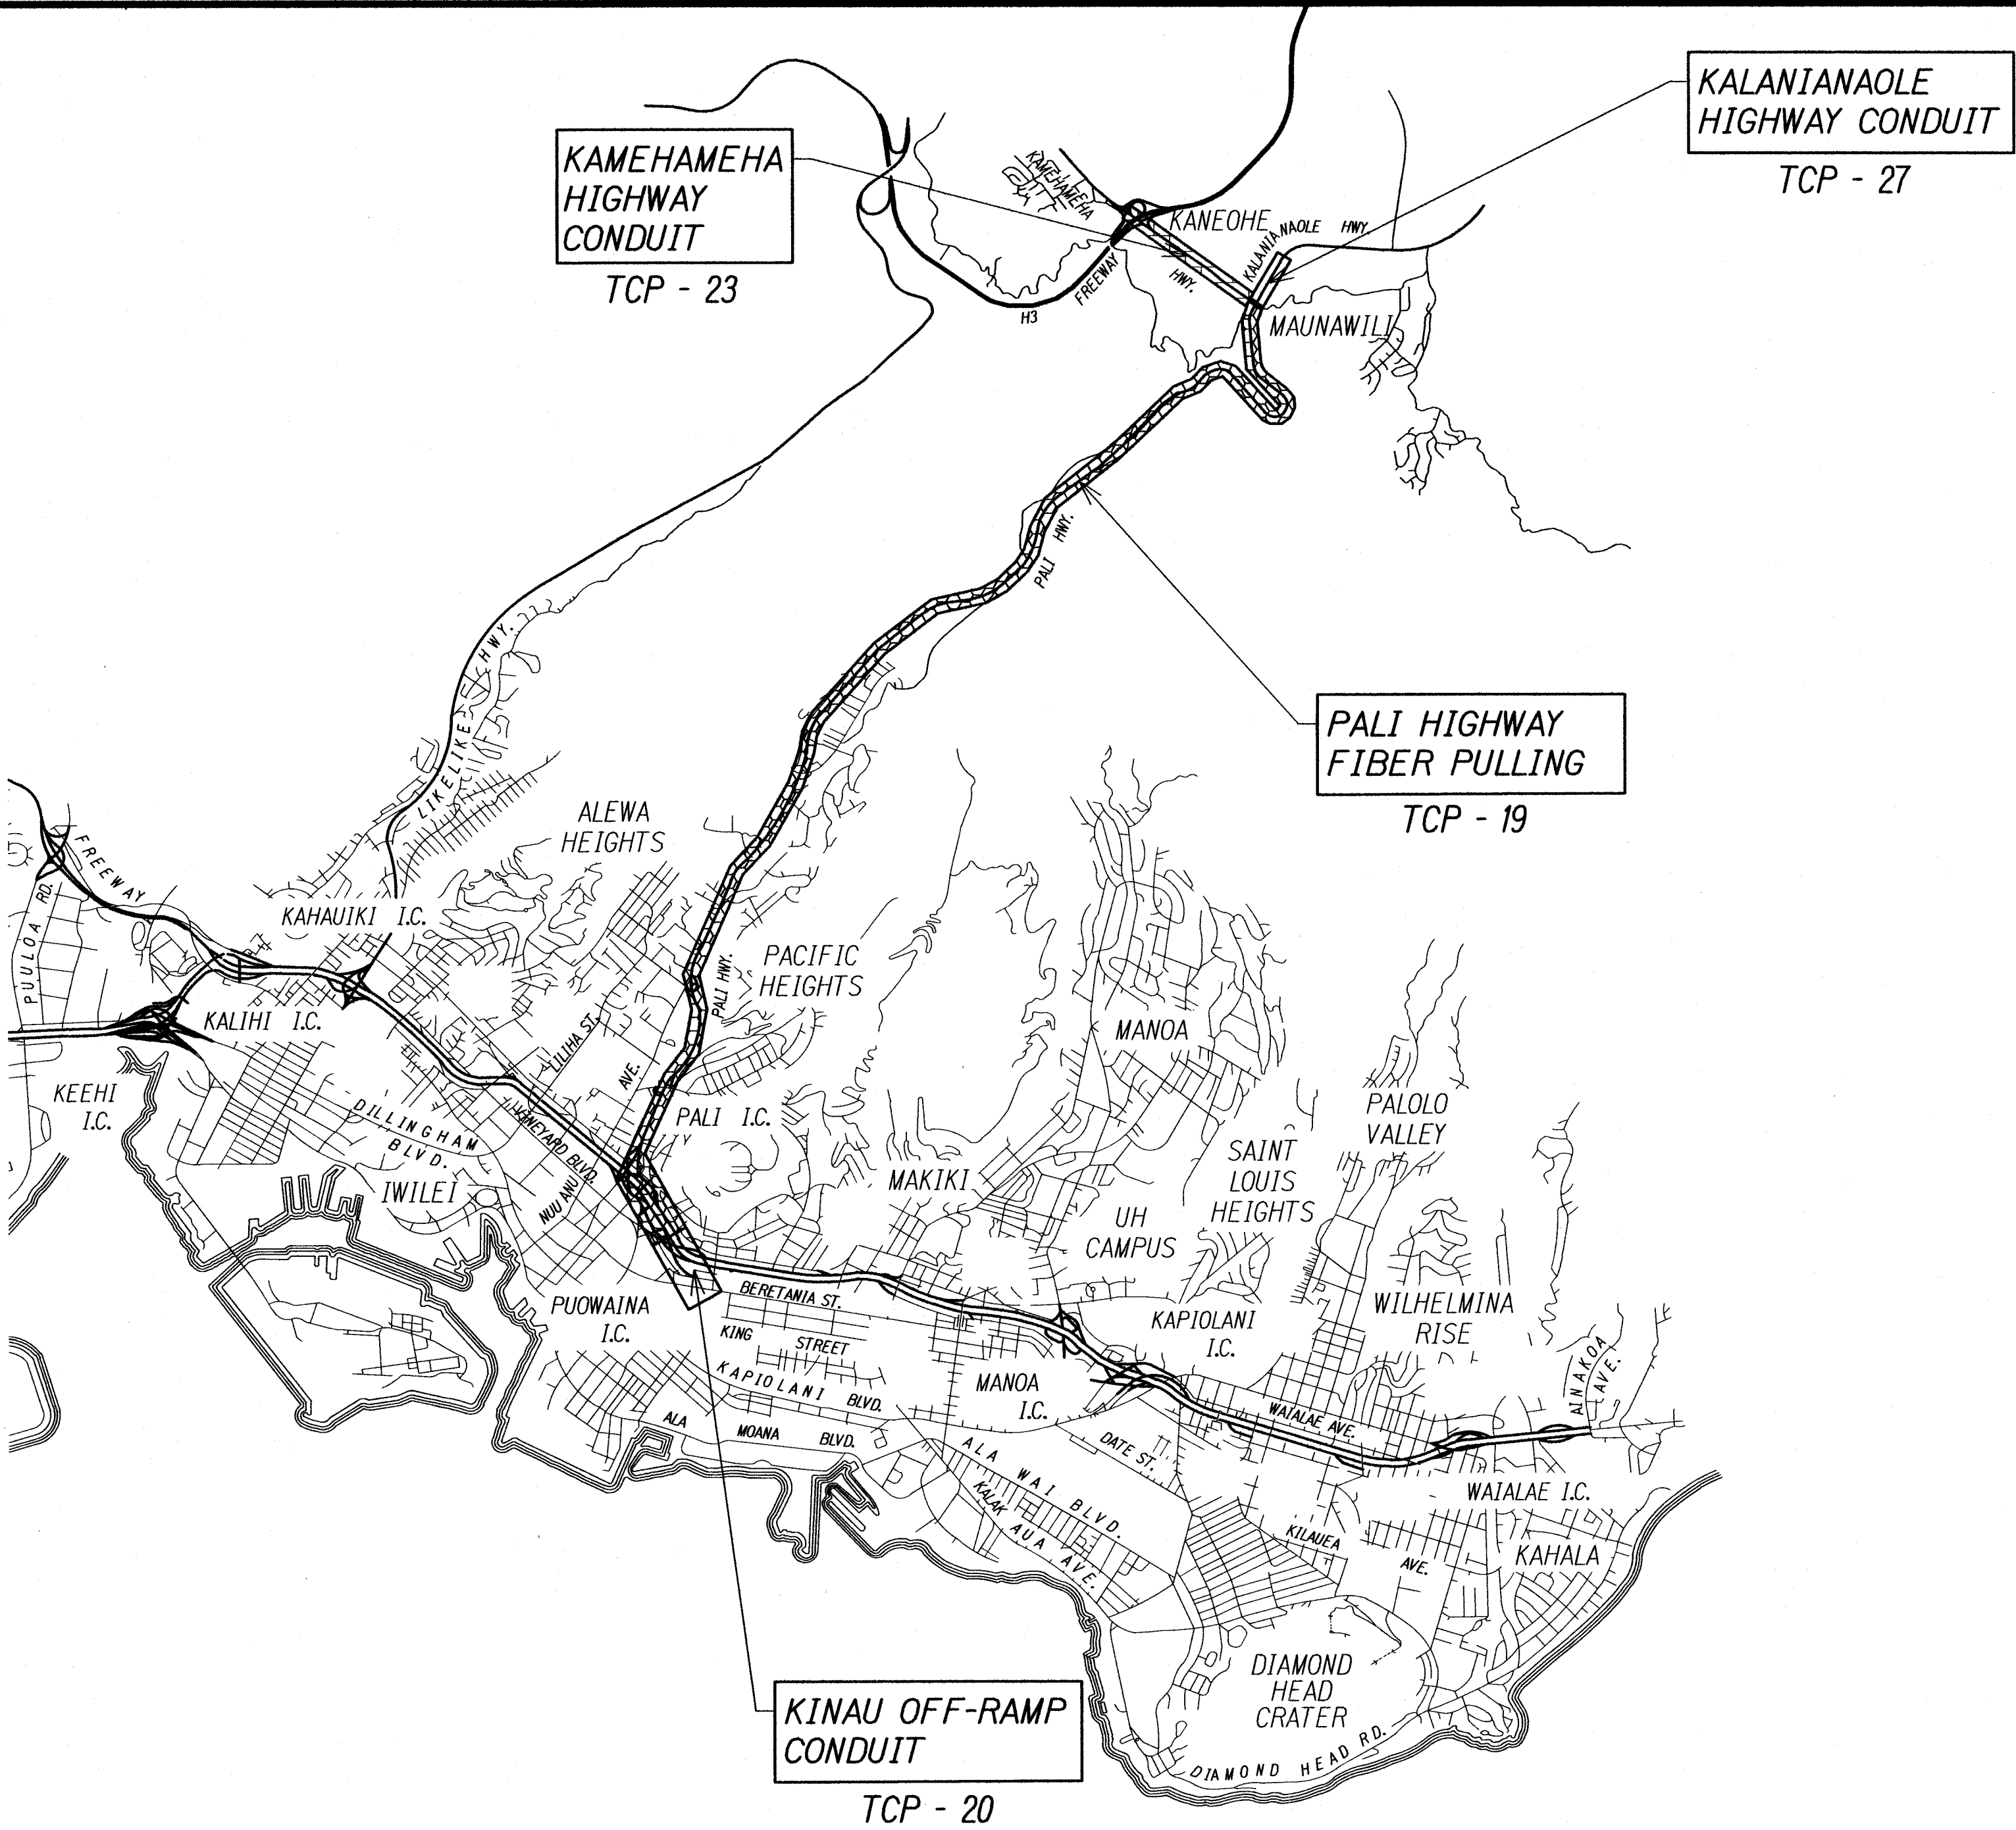 KALANIANAOLE
HIGHWAY CONDUIT
TCP - 27
KAMEHAMEHA
HIGHWAY
CONDUIT
TCP - 23
KAMEHAMEHA
HWY.
KANEOHE
KALANIANAOLE HWY.
H3 FREEWAY
MAUNAWILI
PALI HWY.
PALI HIGHWAY
FIBER PULLING
TCP - 19
LIKELIKE HWY.
ALEWA
HEIGHTS
FREEWAY
PUULOA RD.
KAHAUIKI I.C.
PALI HWY.
PACIFIC
HEIGHTS
KALIHI I.C.
LILIHA ST.
MANOA
KEEHI
I.C.
DILLINGHAM
BLVD.
VINEYARD BLVD.
NUUANU
AVE.
PALI I.C.
PALOLO
VALLEY
IWILEI
MAKIKI
SAINT
LOUIS
HEIGHTS
UH
CAMPUS
PUOWAINA
I.C.
BERETANIA ST.
KING
STREET
KAPIOLANI BLVD.
KAPIOLANI
I.C.
WILHELMINA
RISE
AINAKOA
AVE.
MANOA
I.C.
ALA
MOANA BLVD.
WAIALAE AVE.
DATE ST.
ALA WAI BLVD.
KALAKAUA AVE.
WAIALAE I.C.
KILAUEA
AVE.
KAHALA
DIAMOND
HEAD
CRATER
DIAMOND HEAD RD.
KINAU OFF-RAMP
CONDUIT
TCP - 20